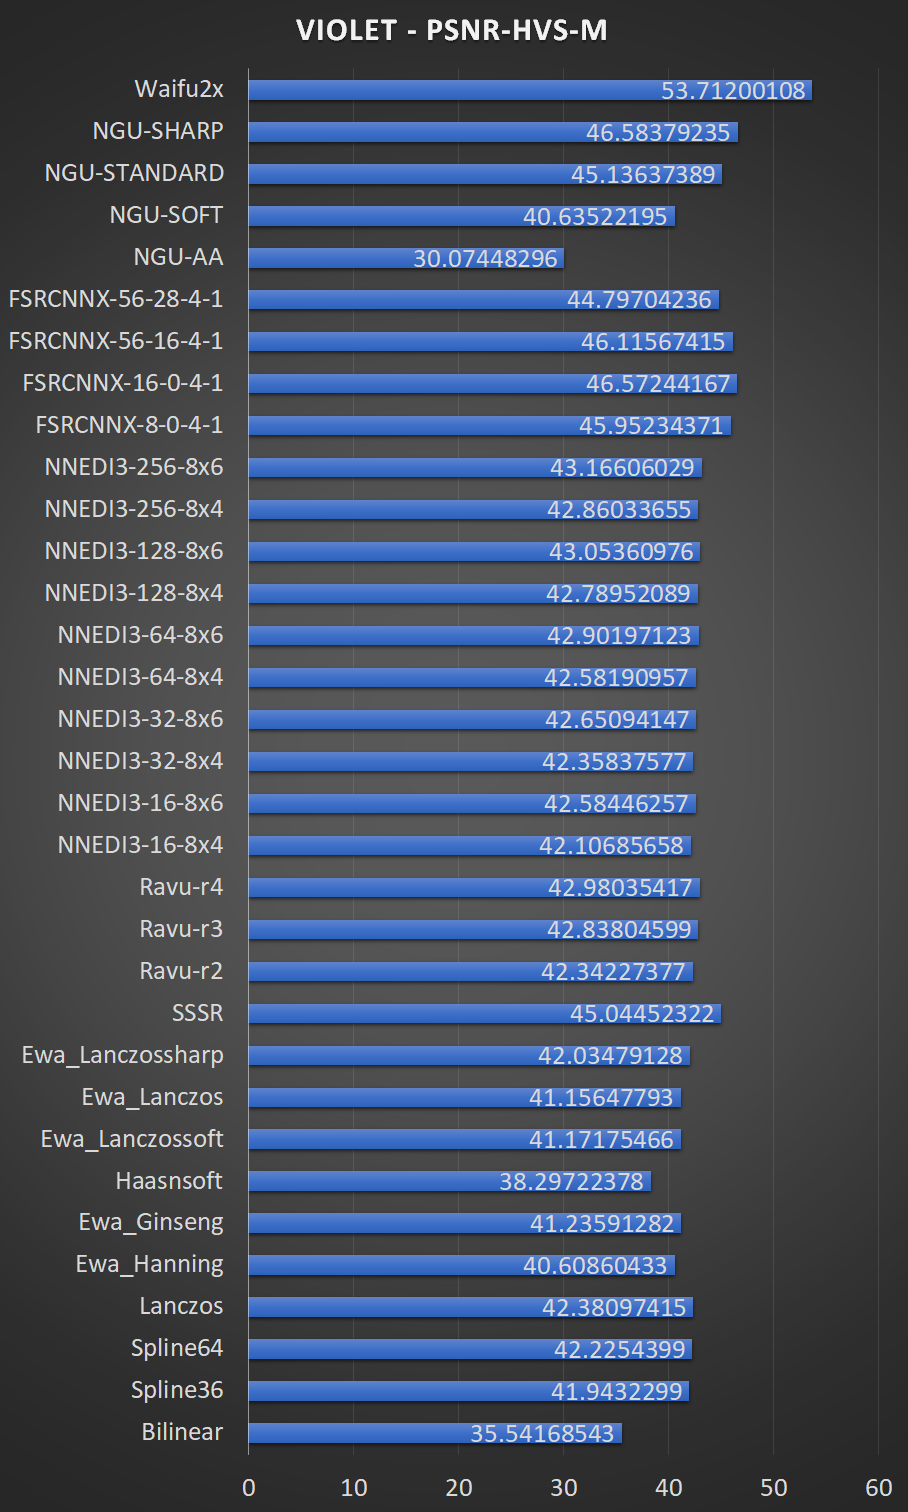 VIOLET - PSNR-HVS-M
Waifu2x 53.71200108
NGU-SHARP 46.58379235
NGU-STANDARD 45.13637389
NGU-SOFT 40.63522195
NGU-AA 30.07448296
FSRCNNX-56-28-4-1 44.79704236
FSRCNNX-56-16-4-1 46.11567415
FSRCNNX-16-0-4-1 46.57244167
FSRCNNX-8-0-4-1 45.95234371
NNEDI3-256-8x6 43.16606029
NNEDI3-256-8x4 42.86033655
NNEDI3-128-8x6 43.05360976
NNEDI3-128-8x4 42.78952089
NNEDI3-64-8x6 42.90197123
NNEDI3-64-8x4 42.58190957
NNEDI3-32-8x6 42.65094147
NNEDI3-32-8x4 42.35837577
NNEDI3-16-8x6 42.58446257
NNEDI3-16-8x4 42.10685658
Ravu-r4 42.98035417
Ravu-r3 42.83804599
Ravu-r2 42.34227377
SSSR 45.04452322
Ewa_Lanczossharp 42.03479128
Ewa_Lanczos 41.15647793
Ewa_Lanczossoft 41.17175466
Haasnsoft 38.29722378
Ewa_Ginseng 41.23591282
Ewa_Hanning 40.60860433
Lanczos 42.38097415
Spline64 42.2254399
Spline36 41.9432299
Bilinear 35.54168543
0 10 20 30 40 50 60